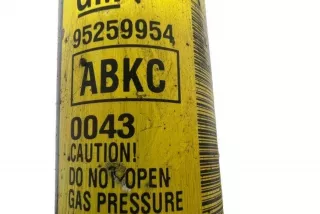 95259954
ABKC
0043
CAUTION!
DO NOT OPEN
GAS PRESSURE